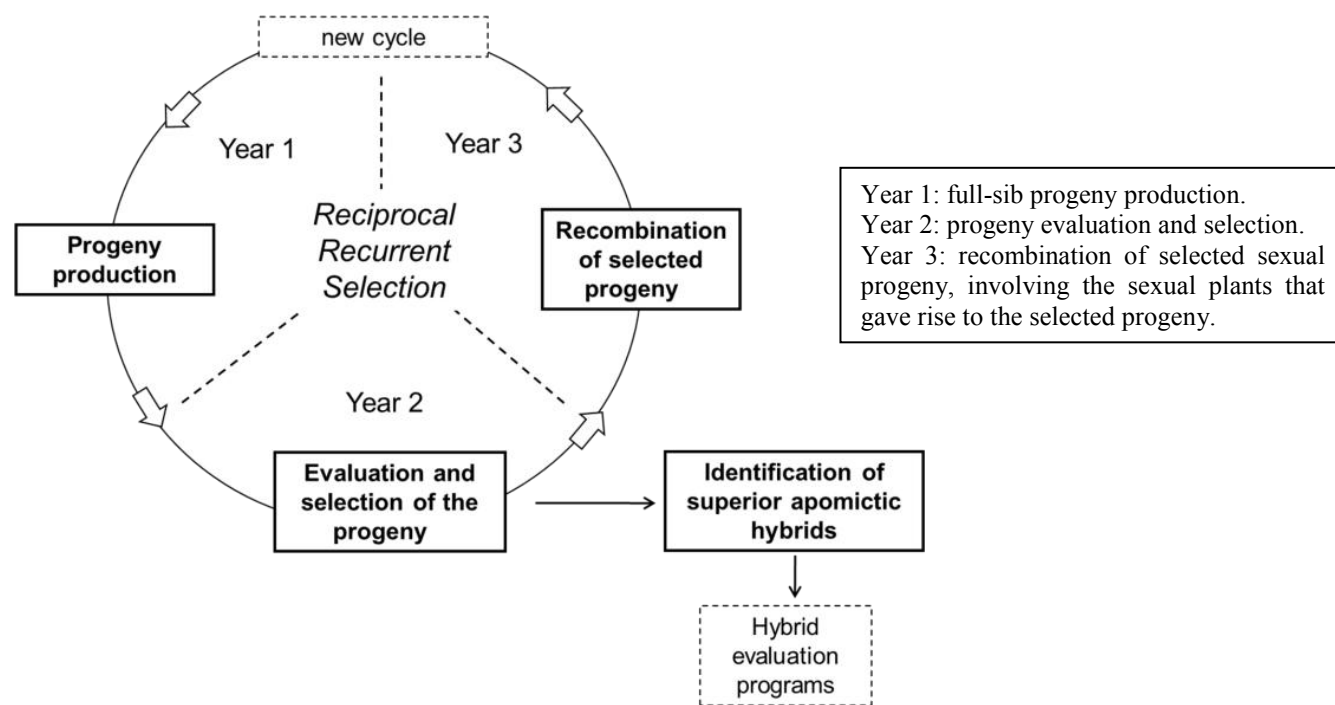 new cycle
Year 1
Year 3
Reciprocal
Recurrent
Selection
Progeny
production
Recombination
of selected
progeny
Year 2
Evaluation and
selection of the
progeny
Identification of
superior apomictic
hybrids
Hybrid
evaluation
programs
Year 1: full-sib progeny production.
Year 2: progeny evaluation and selection.
Year 3: recombination of selected sexual
progeny, involving the sexual plants that
gave rise to the selected progeny.